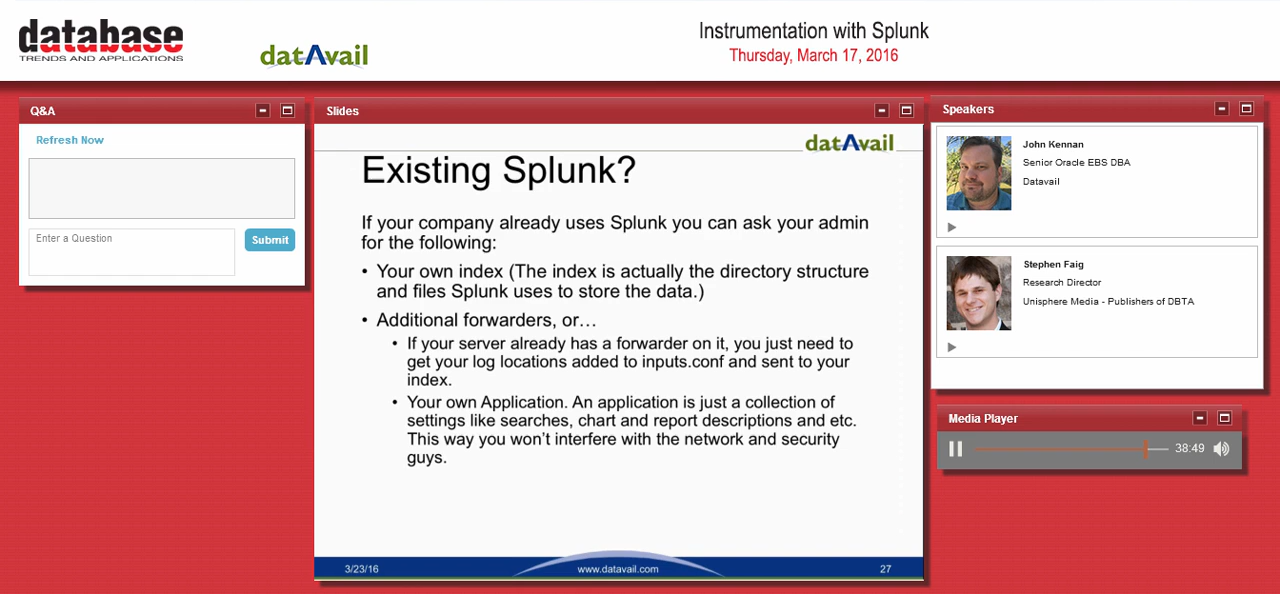 database
TRENDS AND APPLICATIONS
datAvail
Instrumentation with Splunk
Thursday, March 17, 2016
Q&A
Refresh Now
Enter a Question
Submit
Slides
datAvail
Existing Splunk?
If your company already uses Splunk you can ask your admin
for the following:
• Your own index (The index is actually the directory structure
and files Splunk uses to store the data.)
• Additional forwarders, or…
• If your server already has a forwarder on it, you just need to
get your log locations added to inputs.conf and sent to your
index.
• Your own Application. An application is just a collection of
settings like searches, chart and report descriptions and etc.
This way you won't interfere with the network and security
guys.
3/23/16
www.datavail.com
27
Speakers
John Kennan
Senior Oracle EBS DBA
Datavail
Stephen Faig
Research Director
Unisphere Media - Publishers of DBTA
Media Player
38:49